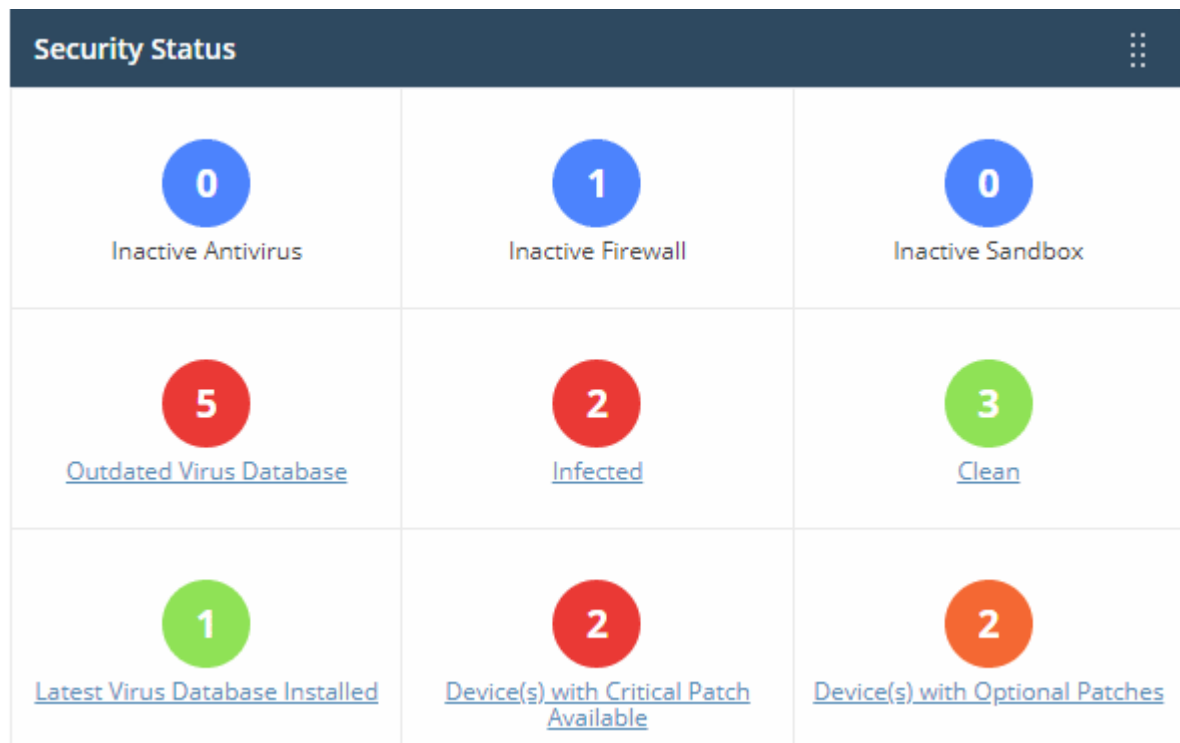 Security Status
0
Inactive Antivirus
1
Inactive Firewall
0
Inactive Sandbox
5
Outdated Virus Database
2
Infected
3
Clean
1
Latest Virus Database Installed
2
Device(s) with Critical Patch
Available
2
Device(s) with Optional Patches